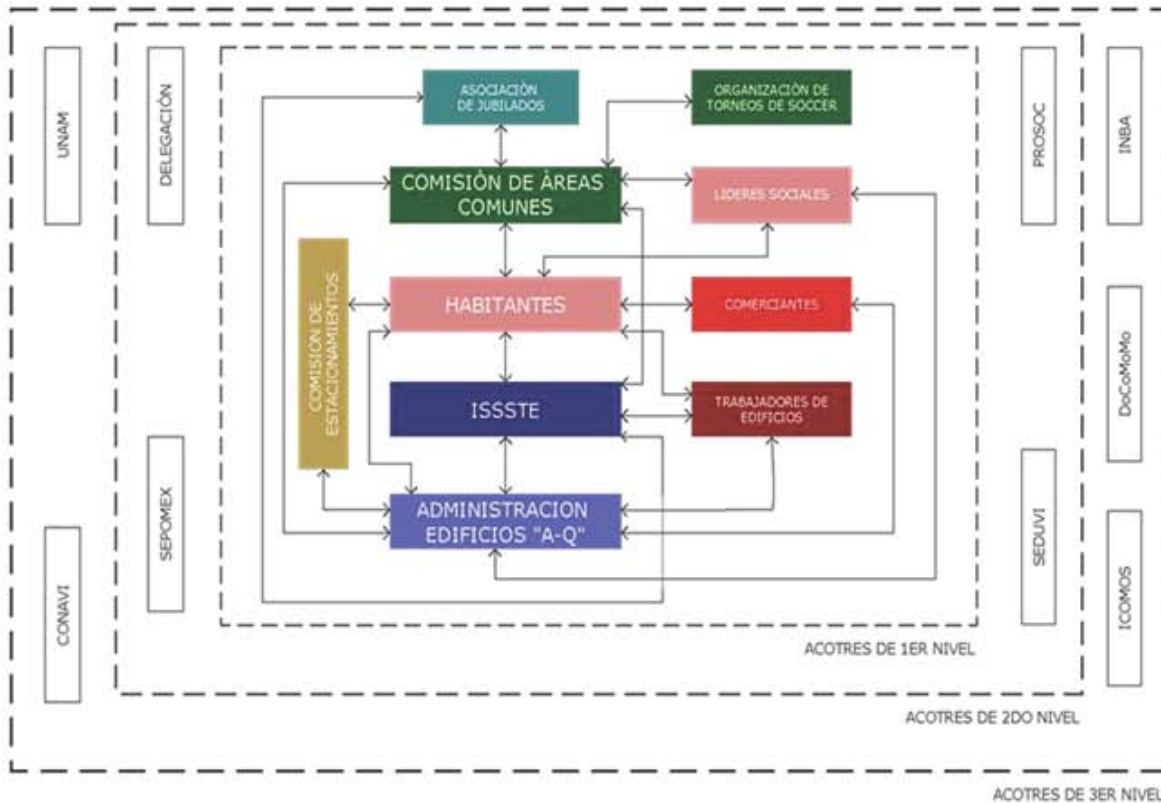 UNAM
CONAVI
DELEGACIÓN
SEPOMEX
ASOCIACIÒN
DE JUBILADOS
ORGANIZACIÒN DE
TORNEOS DE SOCCER
COMISIÒN DE ÀREAS
COMUNES
LIDERES SOCIALES
COMISION DE
ESTACIONAMIENTOS
HABITANTES
COMERCIANTES
ISSSTE
TRABAJADORES DE
EDIFICIOS
ADMINISTRACION
EDIFICIOS "A-Q"
PROSOC
SEDUVI
INBA
DoCoMoMo
ICOMOS
ACOTRES DE 1ER NIVEL
ACOTRES DE 2DO NIVEL
ACOTRES DE 3ER NIVEL